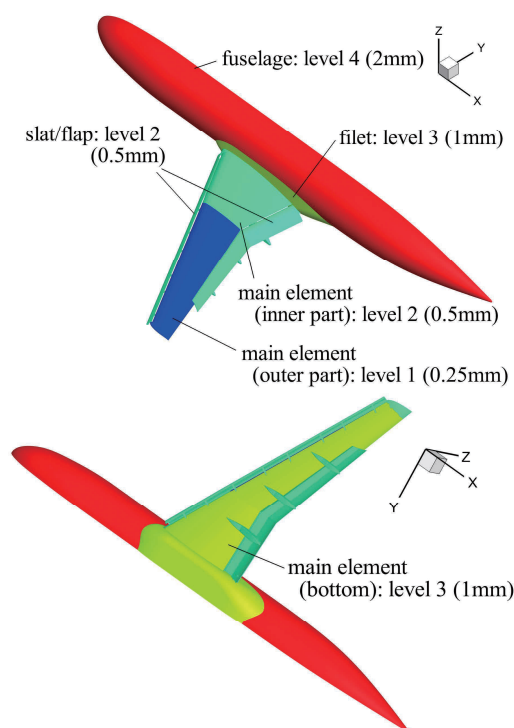 fuselage: level 4 (2mm)
Z
Y
X
slat/flap: level 2
(0.5mm)
filet: level 3 (1mm)
main element
(inner part): level 2 (0.5mm)
main element
(outer part): level 1 (0.25mm)
Z
X
Y
main element
(bottom): level 3 (1mm)